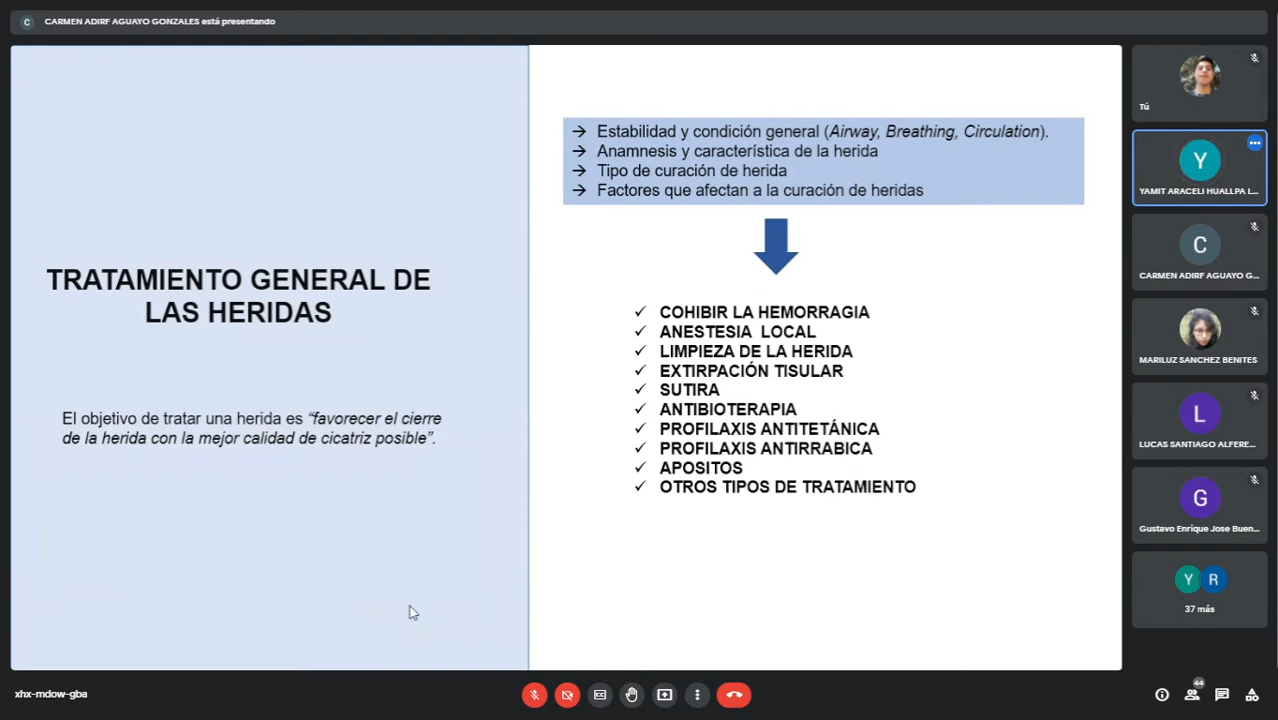 C CARMEN ADIRF AGUAYO GONZALES está presentando
TRATAMIENTO GENERAL DE
LAS HERIDAS
El objetivo de tratar una herida es “favorecer el cierre
de la herida con la mejor calidad de cicatriz posible”.
→ Estabilidad y condición general (Airway, Breathing, Circulation).
→ Anamnesis y característica de la herida
→ Tipo de curación de herida
→ Factores que afectan a la curación de heridas
✓ COHIBIR LA HEMORRAGIA
✓ ANESTESIA LOCAL
✓ LIMPIEZA DE LA HERIDA
✓ EXTIRPACIÓN TISULAR
✓ SUTIRA
✓ ANTIBIOTERAPIA
✓ PROFILAXIS ANTITETÁNICA
✓ PROFILAXIS ANTIRRABICA
✓ APOSITOS
✓ OTROS TIPOS DE TRATAMIENTO
Tú
Y
YAMIT ARACELI HUALLPA L...
C
CARMEN ADIRF AGUAYO G...
MARILUZ SANCHEZ BENITES
L
LUCAS SANTIAGO ALFERE...
G
Gustavo Enrique Jose Buen...
Y R
37 más
xhx-mdow-gba
44